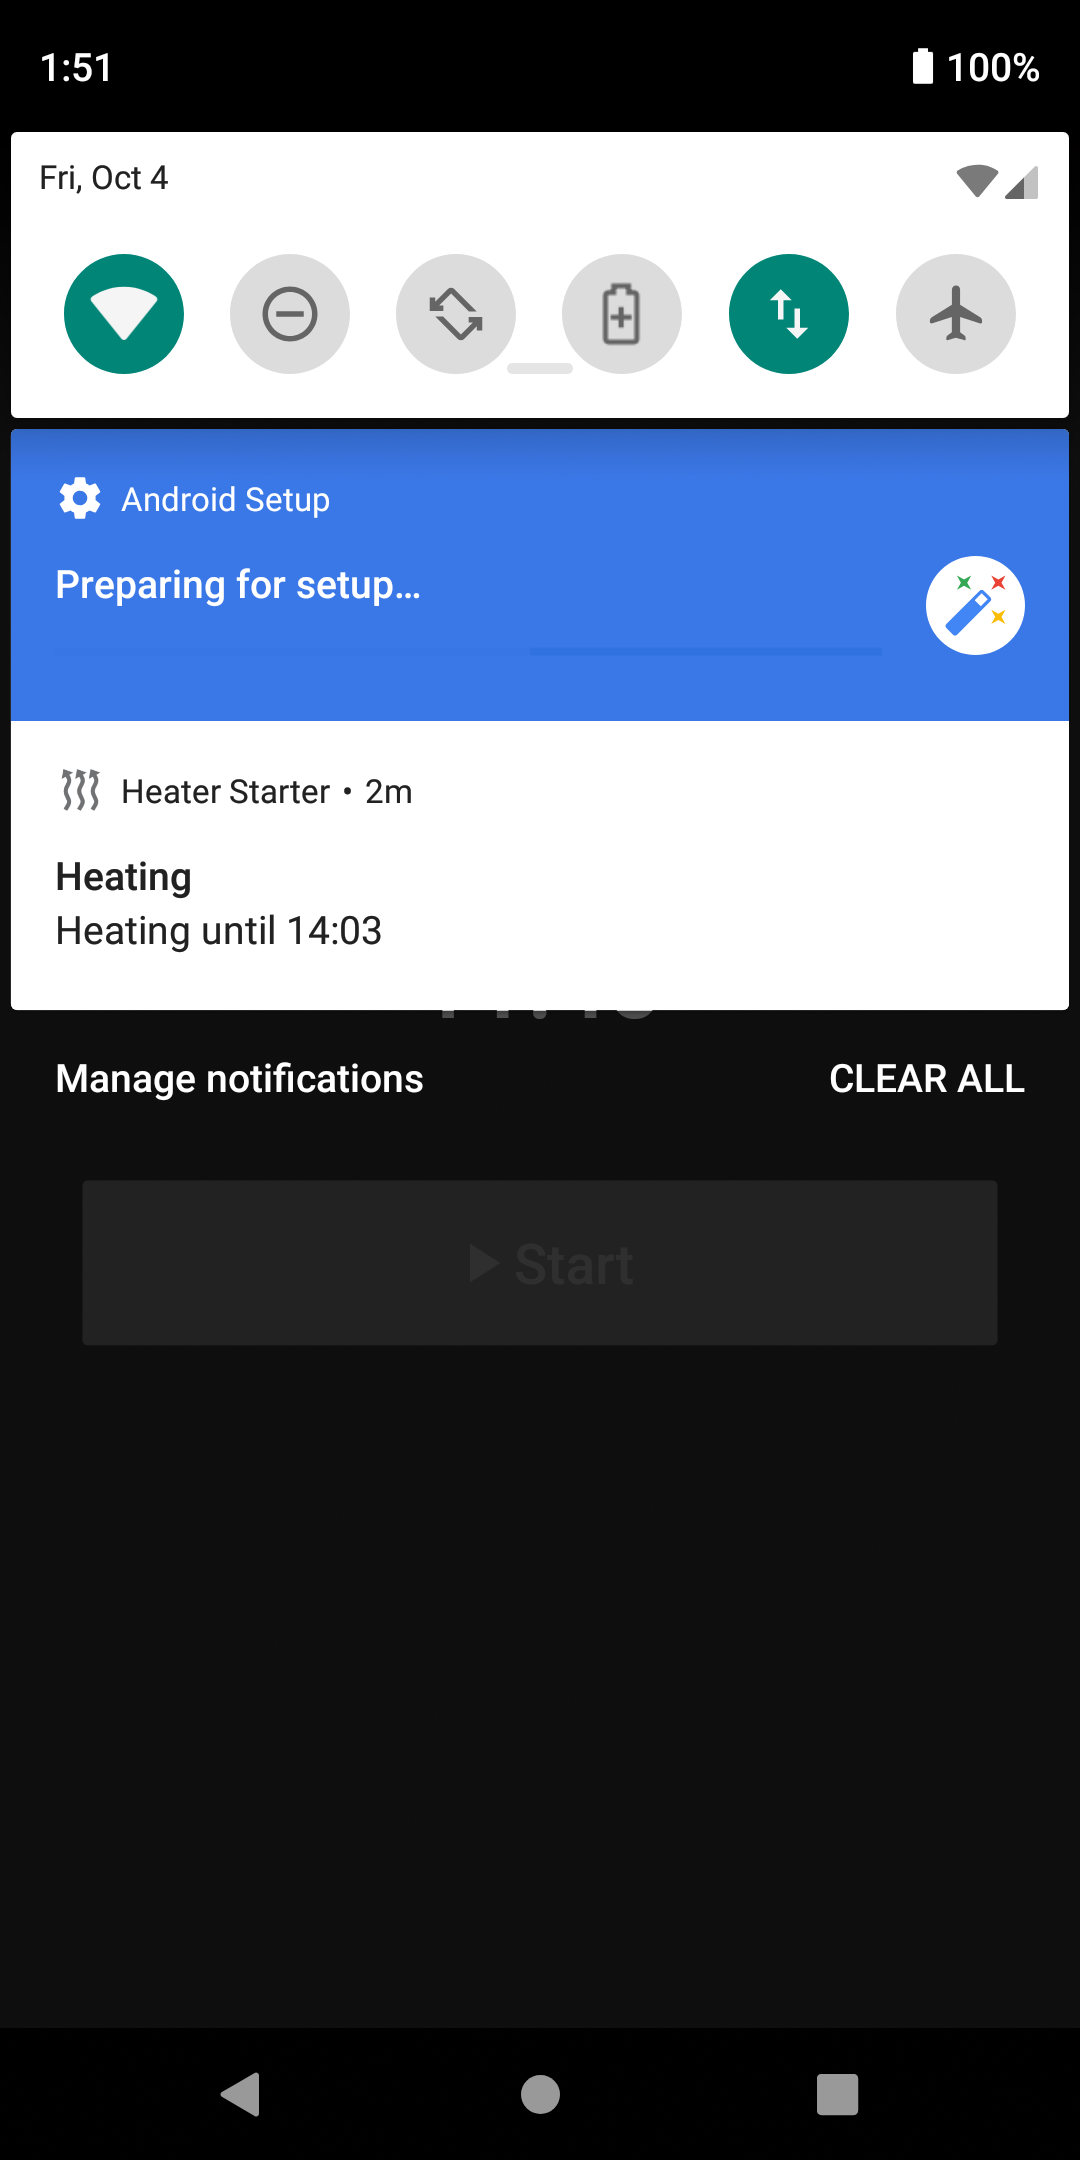 1:51
100%
Fri, Oct 4
Android Setup
Preparing for setup…
Heater Starter • 2m
Heating
Heating until 14:03
Manage notifications
CLEAR ALL
Start